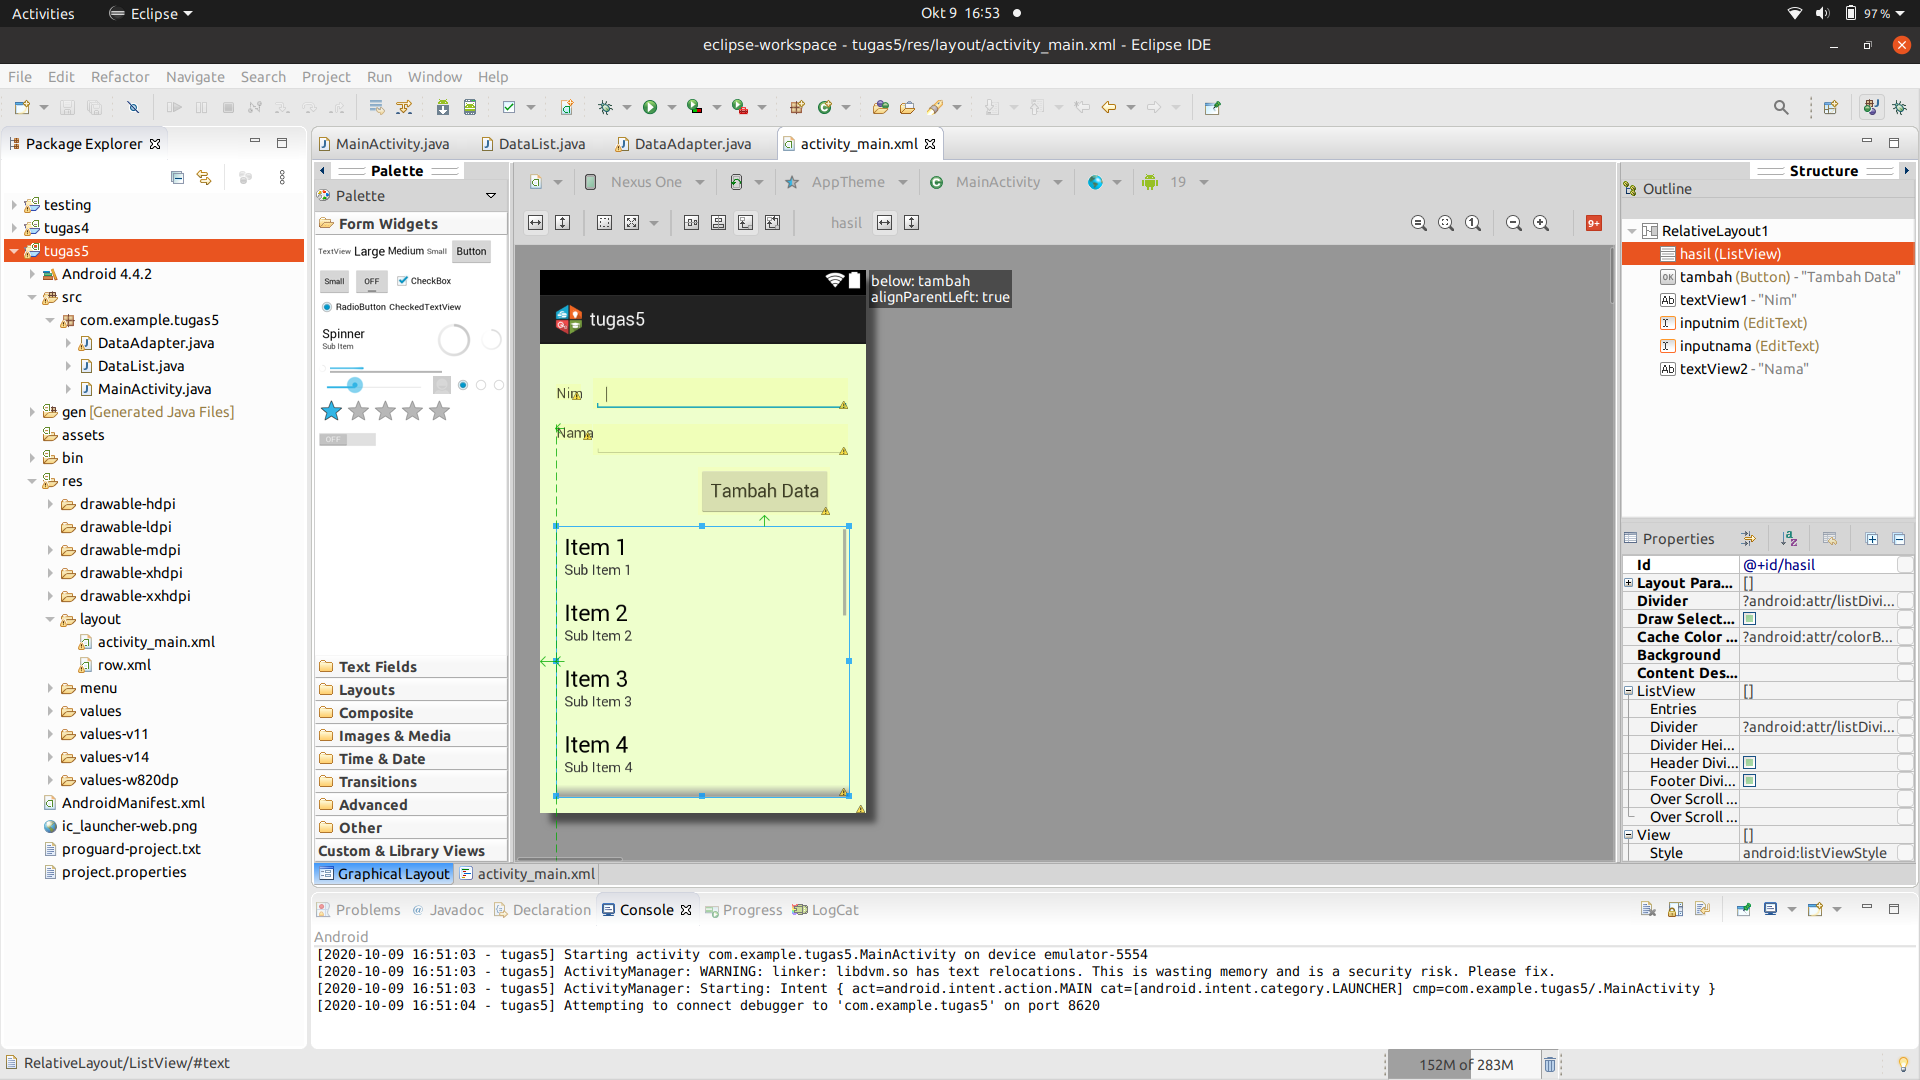 Activities
Eclipse
Okt 9 16:53
97 %
eclipse-workspace - tugas5/res/layout/activity_main.xml - Eclipse IDE
File Edit Refactor Navigate Search Project Run Window Help
Package Explorer
testing
tugas4
tugas5
Android 4.4.2
src
com.example.tugas5
DataAdapter.java
DataList.java
MainActivity.java
gen [Generated Java Files]
assets
bin
res
drawable-hdpi
drawable-ldpi
drawable-mdpi
drawable-xhdpi
drawable-xxhdpi
layout
activity_main.xml
row.xml
menu
values
values-v11
values-v14
values-w820dp
AndroidManifest.xml
ic_launcher-web.png
proguard-project.txt
project.properties
MainActivity.java DataList.java DataAdapter.java activity_main.xml
Palette
Palette
Form Widgets
TextView Large Medium Small Button
Small OFF CheckBox
RadioButton CheckedTextView
Spinner
Sub Item
OFF
Text Fields
Layouts
Composite
Images & Media
Time & Date
Transitions
Advanced
Other
Custom & Library Views
Nexus One AppTheme MainActivity 19
hasil
9+
below: tambah
alignParentLeft: true
tugas5
Nim
Nama
Tambah Data
Item 1
Sub Item 1
Item 2
Sub Item 2
Item 3
Sub Item 3
Item 4
Sub Item 4
Graphical Layout activity_main.xml
Structure
Outline
RelativeLayout1
hasil (ListView)
tambah (Button) - "Tambah Data"
textView1 - "Nim"
inputnim (EditText)
inputnama (EditText)
textView2 - "Nama"
Properties
Id @+id/hasil
Layout Para... []
Divider ?android:attr/listDivi...
Draw Select...
Cache Color ... ?android:attr/colorB...
Background
Content Des...
ListView []
Entries
Divider ?android:attr/listDivi...
Divider Hei...
Header Divi...
Footer Divi...
Over Scroll ...
Over Scroll ...
View []
Style android:listViewStyle
Problems Javadoc Declaration Console Progress LogCat
Android
[2020-10-09 16:51:03 - tugas5] Starting activity com.example.tugas5.MainActivity on device emulator-5554
[2020-10-09 16:51:03 - tugas5] ActivityManager: WARNING: linker: libdvm.so has text relocations. This is wasting memory and is a security risk. Please fix.
[2020-10-09 16:51:03 - tugas5] ActivityManager: Starting: Intent { act=android.intent.action.MAIN cat=[android.intent.category.LAUNCHER] cmp=com.example.tugas5/.MainActivity }
[2020-10-09 16:51:04 - tugas5] Attempting to connect debugger to 'com.example.tugas5' on port 8620
RelativeLayout/ListView/#text
152M of 283M